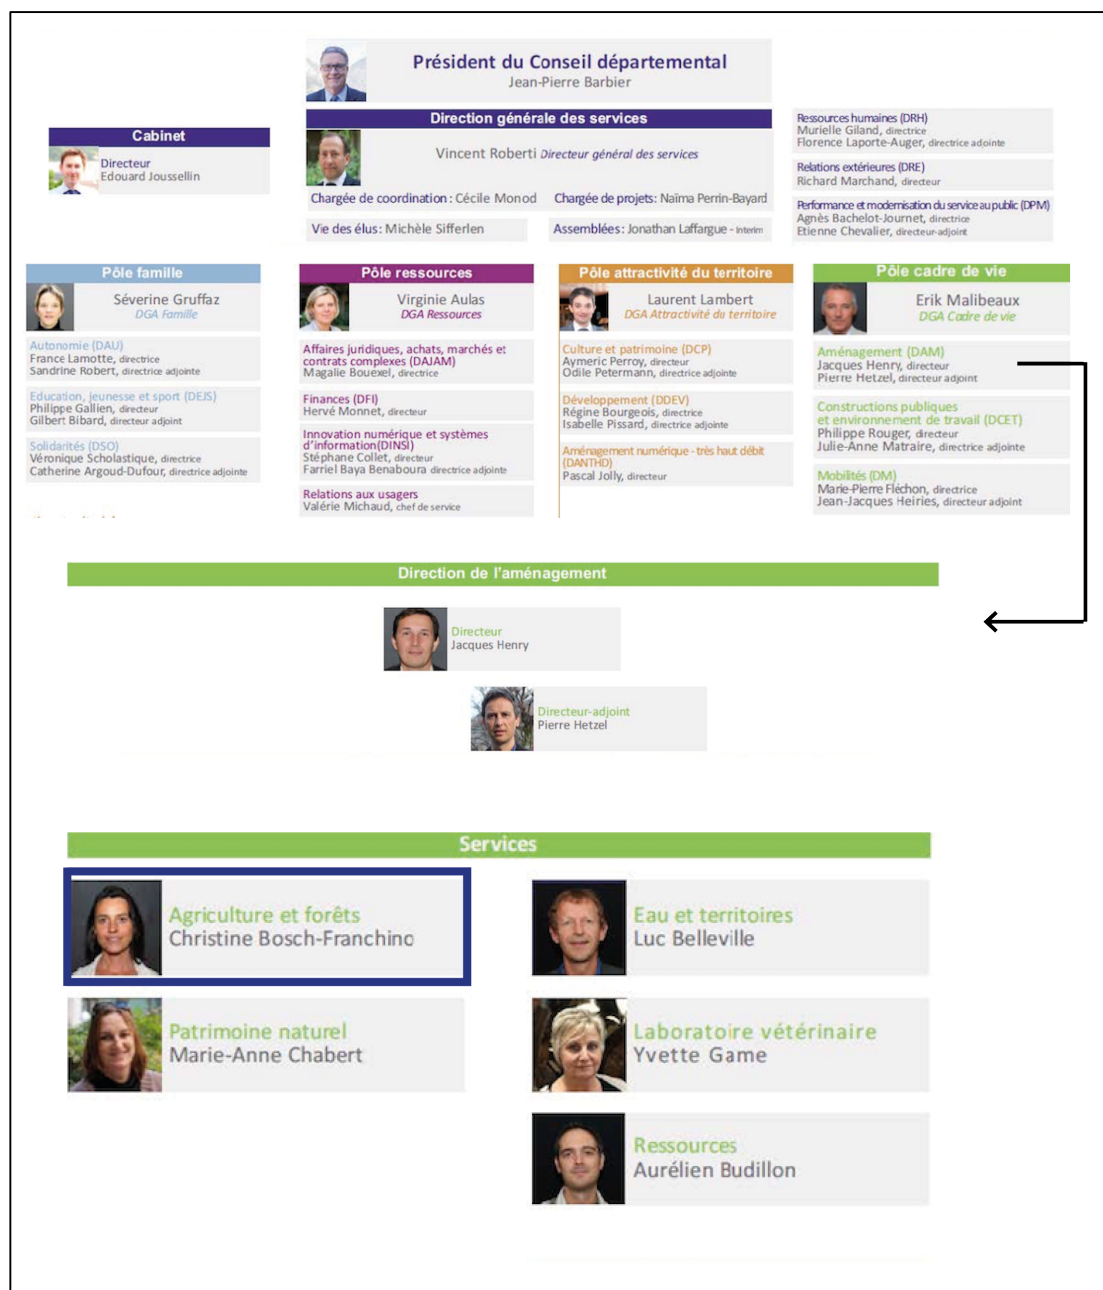 Président du Conseil départemental
Jean-Pierre Barbier
Cabinet
Directeur
Edouard Joussellin
Direction générale des services
Vincent Roberti Directeur général des services
Chargée de coordination : Cécile Monod
Chargée de projets: Naïma Perrin-Bayard
Vie des élus: Michèle Sifferlen
Assemblées: Jonathan Laffargue - Interim
Ressources humaines (DRH)
Murielle Giland, directrice
Florence Laporte-Auger, directrice adjointe
Relations extérieures (DRE)
Richard Marchand, directeur
Performance et modernisation du service au public (DPM)
Agnès Bachelot-Journet, directrice
Etienne Chevalier, directeur-adjoint
Pôle famille
Séverine Gruffaz
DGA Famille
Autonomie (DAU)
France Lamotte, directrice
Sandrine Robert, directrice adjointe
Education, jeunesse et sport (DEJS)
Philippe Gallien, directeur
Gilbert Bibard, directeur adjoint
Solidarités (DSO)
Véronique Scholastique, directrice
Catherine Argoud-Dufour, directrice adjointe
Pôle ressources
Virginie Aulas
DGA Ressources
Affaires juridiques, achats, marchés et
contrats complexes (DAJAM)
Magalie Bouexel, directrice
Finances (DFI)
Hervé Monnet, directeur
Innovation numérique et systèmes
d'information(DINSI)
Stéphane Collet, directeur
Farriel Baya Benaboura directrice adjointe
Relations aux usagers
Valérie Michaud, chef de service
Pôle attractivité du territoire
Laurent Lambert
DGA Attractivité du territoire
Culture et patrimoine (DCP)
Aymeric Perroy, directeur
Odile Petermann, directrice adjointe
Développement (DDEV)
Régine Bourgeois, directrice
Isabelle Pissard, directrice adjointe
Aménagement numérique - très haut débit
(DANTHD)
Pascal Jolly, directeur
Pôle cadre de vie
Erik Malibeaux
DGA Cadre de vie
Aménagement (DAM)
Jacques Henry, directeur
Pierre Hetzel, directeur adjoint
Constructions publiques
et environnement de travail (DCET)
Philippe Rouger, directeur
Julie-Anne Matraire, directrice adjointe
Mobilités (DM)
Marie-Pierre Fléchon, directrice
Jean-Jacques Heiries, directeur adjoint
Direction de l'aménagement
Directeur
Jacques Henry
Directeur-adjoint
Pierre Hetzel
Services
Agriculture et forêts
Christine Bosch-Franchino
Eau et territoires
Luc Belleville
Patrimoine naturel
Marie-Anne Chabert
Laboratoire vétérinaire
Yvette Game
Ressources
Aurélien Budillon